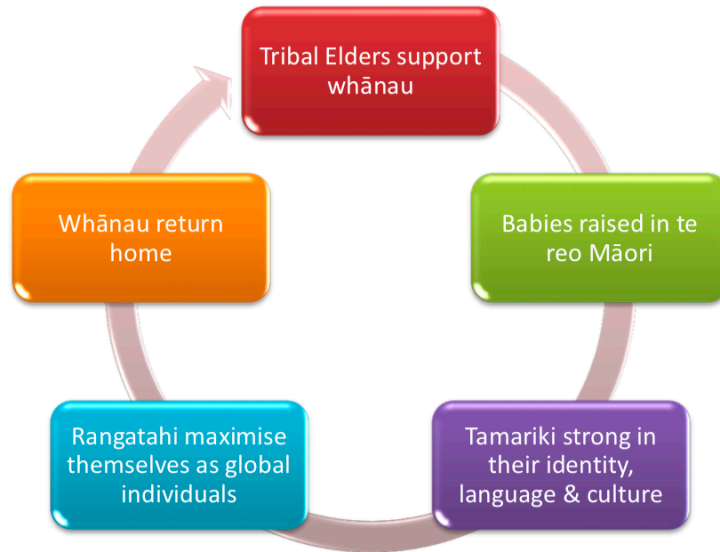 Tribal Elders support
whānau
Babies raised in te
reo Māori
Tamariki strong in
their identity,
language & culture
Rangatahi maximise
themselves as global
individuals
Whānau return
home